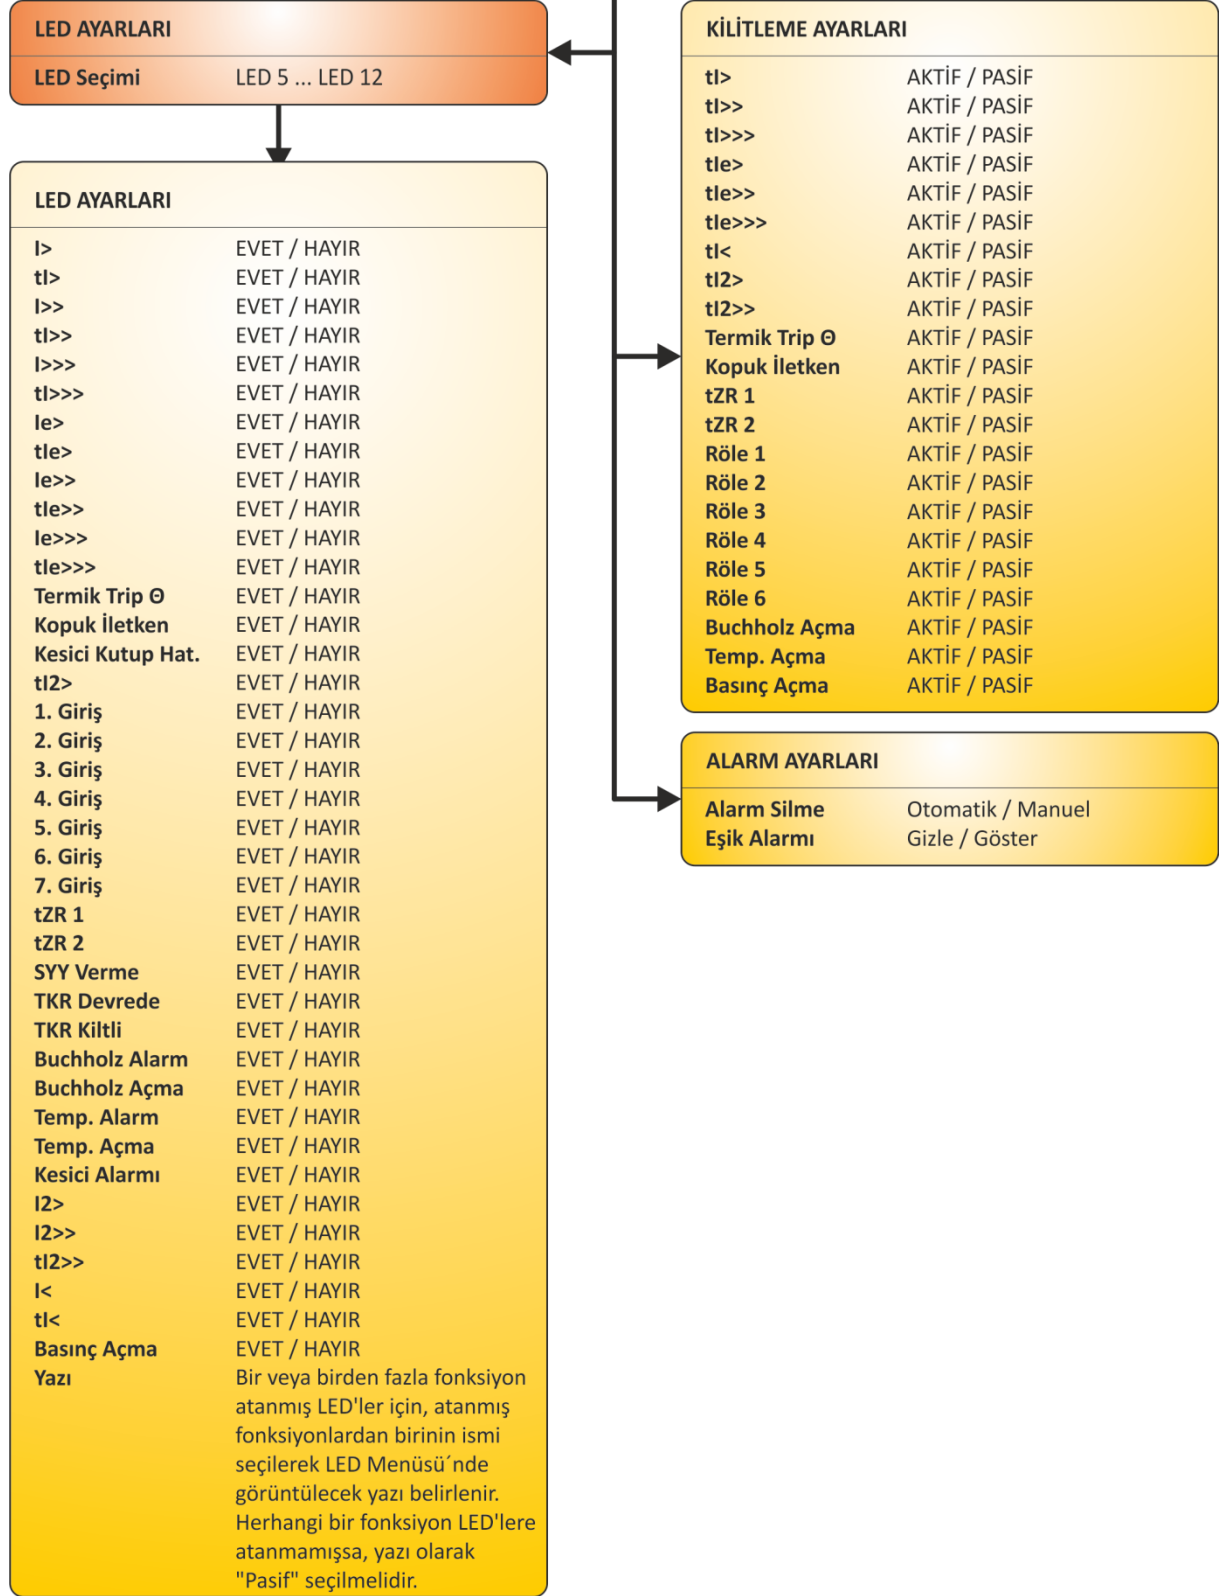 LED AYARLARI
LED Seçimi LED 5 ... LED 12
LED AYARLARI
I> EVET / HAYIR
tI> EVET / HAYIR
I>> EVET / HAYIR
tI>> EVET / HAYIR
I>>> EVET / HAYIR
tI>>> EVET / HAYIR
Ie> EVET / HAYIR
tIe> EVET / HAYIR
Ie>> EVET / HAYIR
tIe>> EVET / HAYIR
Ie>>> EVET / HAYIR
tIe>>> EVET / HAYIR
Termik Trip Θ EVET / HAYIR
Kopuk İletken EVET / HAYIR
Kesici Kutup Hat. EVET / HAYIR
tI2> EVET / HAYIR
1. Giriş EVET / HAYIR
2. Giriş EVET / HAYIR
3. Giriş EVET / HAYIR
4. Giriş EVET / HAYIR
5. Giriş EVET / HAYIR
6. Giriş EVET / HAYIR
7. Giriş EVET / HAYIR
tZR 1 EVET / HAYIR
tZR 2 EVET / HAYIR
SYY Verme EVET / HAYIR
TKR Devrede EVET / HAYIR
TKR Kiltli EVET / HAYIR
Buchholz Alarm EVET / HAYIR
Buchholz Açma EVET / HAYIR
Temp. Alarm EVET / HAYIR
Temp. Açma EVET / HAYIR
Kesici Alarmı EVET / HAYIR
I2> EVET / HAYIR
I2>> EVET / HAYIR
tI2>> EVET / HAYIR
I< EVET / HAYIR
tI< EVET / HAYIR
Basınç Açma EVET / HAYIR
Yazı Bir veya birden fazla fonksiyon
atanmış LED'ler için, atanmış
fonksiyonlardan birinin ismi
seçilerek LED Menüsü´nde
görüntülecek yazı belirlenir.
Herhangi bir fonksiyon LED'lere
atanmamışsa, yazı olarak
"Pasif" seçilmelidir.
KİLİTLEME AYARLARI
tI> AKTİF / PASİF
tI>> AKTİF / PASİF
tI>>> AKTİF / PASİF
tIe> AKTİF / PASİF
tIe>> AKTİF / PASİF
tIe>>> AKTİF / PASİF
tI< AKTİF / PASİF
tI2> AKTİF / PASİF
tI2>> AKTİF / PASİF
Termik Trip Θ AKTİF / PASİF
Kopuk İletken AKTİF / PASİF
tZR 1 AKTİF / PASİF
tZR 2 AKTİF / PASİF
Röle 1 AKTİF / PASİF
Röle 2 AKTİF / PASİF
Röle 3 AKTİF / PASİF
Röle 4 AKTİF / PASİF
Röle 5 AKTİF / PASİF
Röle 6 AKTİF / PASİF
Buchholz Açma AKTİF / PASİF
Temp. Açma AKTİF / PASİF
Basınç Açma AKTİF / PASİF
ALARM AYARLARI
Alarm Silme Otomatik / Manuel
Eşik Alarmı Gizle / Göster